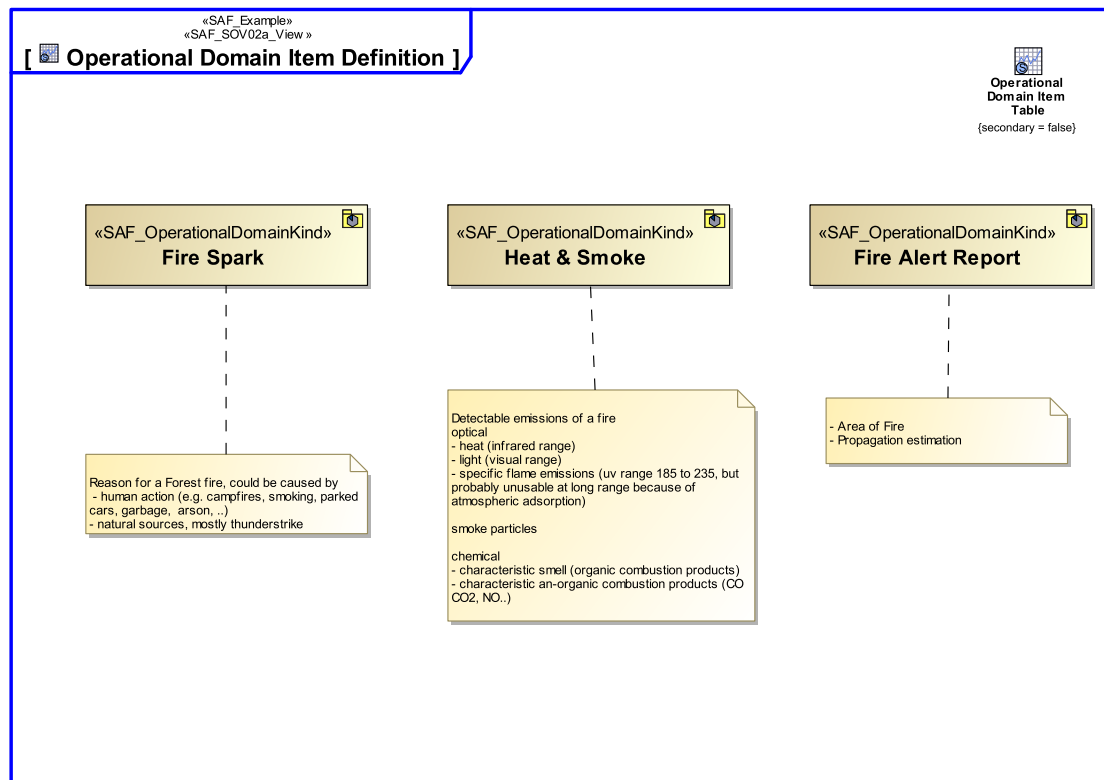 «SAF_Example»
«SAF_SOV02a_View »
[ Operational Domain Item Definition ]
Operational
Domain Item
Table
{secondary = false}
«SAF_OperationalDomainKind»
Fire Spark
«SAF_OperationalDomainKind»
Heat & Smoke
«SAF_OperationalDomainKind»
Fire Alert Report
Reason for a Forest fire, could be caused by
- human action (e.g. campfires, smoking, parked
cars, garbage, arson, ..)
- natural sources, mostly thunderstrike
Detectable emissions of a fire
optical
- heat (infrared range)
- light (visual range)
- specific flame emissions (uv range 185 to 235, but
probably unusable at long range because of
atmospheric adsorption)
smoke particles
chemical
- characteristic smell (organic combustion products)
- characteristic an-organic combustion products (CO
CO2, NO..)
- Area of Fire
- Propagation estimation